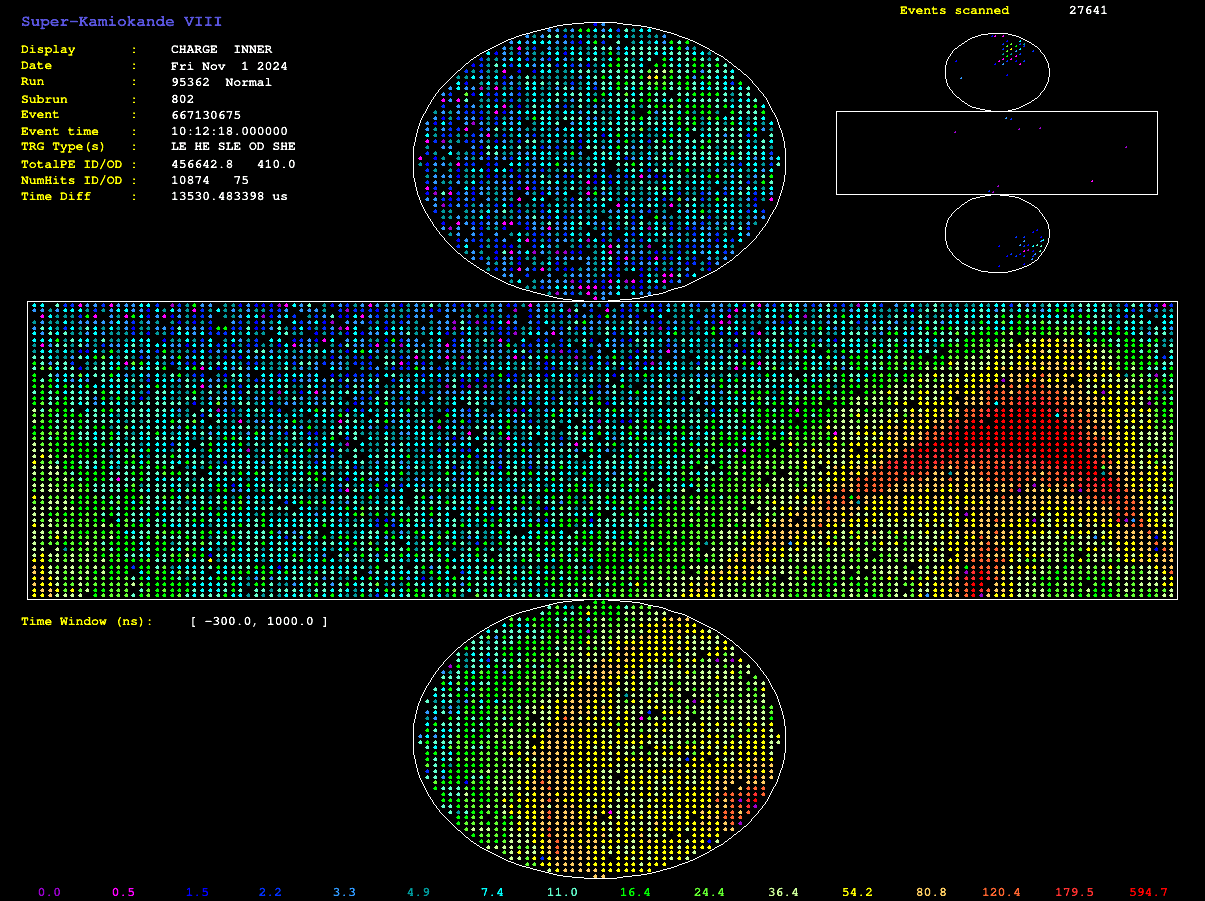 Super-Kamiokande VIII
Events scanned 27641
Display : CHARGE INNER
Date : Fri Nov 1 2024
Run : 95362 Normal
Subrun : 802
Event : 667130675
Event time : 10:12:18.000000
TRG Type(s) : LE HE SLE OD SHE
TotalPE ID/OD : 456642.8 410.0
NumHits ID/OD : 10874 75
Time Diff : 13530.483398 us
Time Window (ns): [ -300.0, 1000.0 ]
0.0 0.5 1.5 2.2 3.3 4.9 7.4 11.0 16.4 24.4 36.4 54.2 80.8 120.4 179.5 594.7